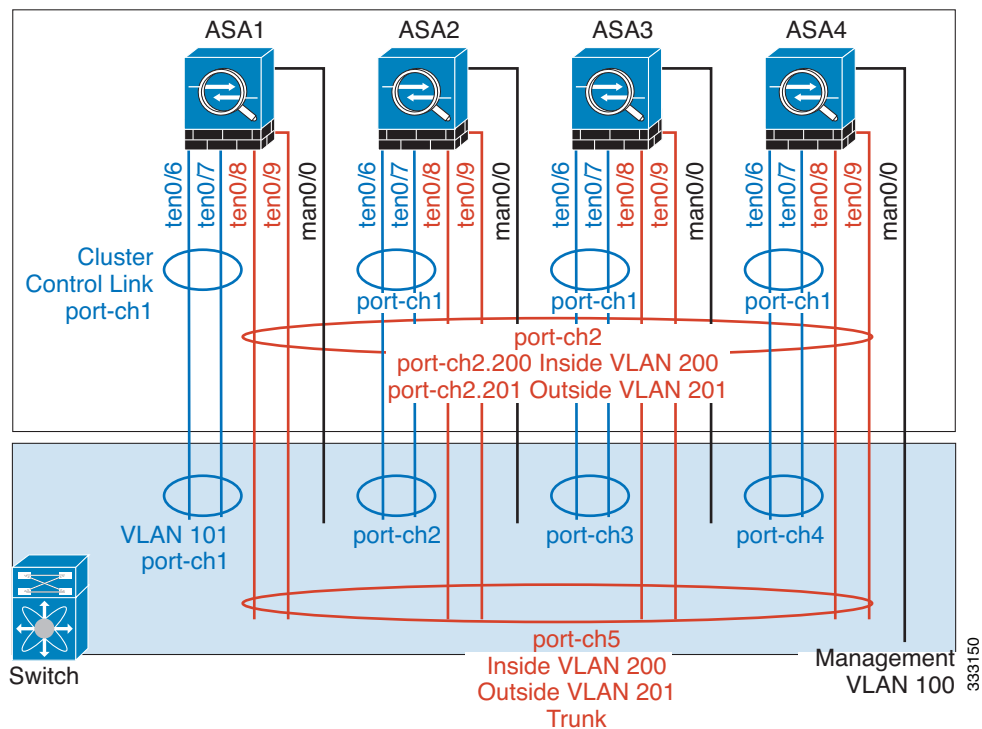 ASA1
ASA2
ASA3
ASA4
ten0/6
ten0/7
ten0/8
ten0/9
man0/0
ten0/6
ten0/7
ten0/8
ten0/9
man0/0
ten0/6
ten0/7
ten0/8
ten0/9
man0/0
ten0/6
ten0/7
ten0/8
ten0/9
man0/0
Cluster
Control Link
port-ch1
port-ch1
port-ch1
port-ch1
port-ch2
port-ch2.200 Inside VLAN 200
port-ch2.201 Outside VLAN 201
VLAN 101
port-ch1
port-ch2
port-ch3
port-ch4
Switch
port-ch5
Inside VLAN 200
Outside VLAN 201
Trunk
Management
VLAN 100
333150